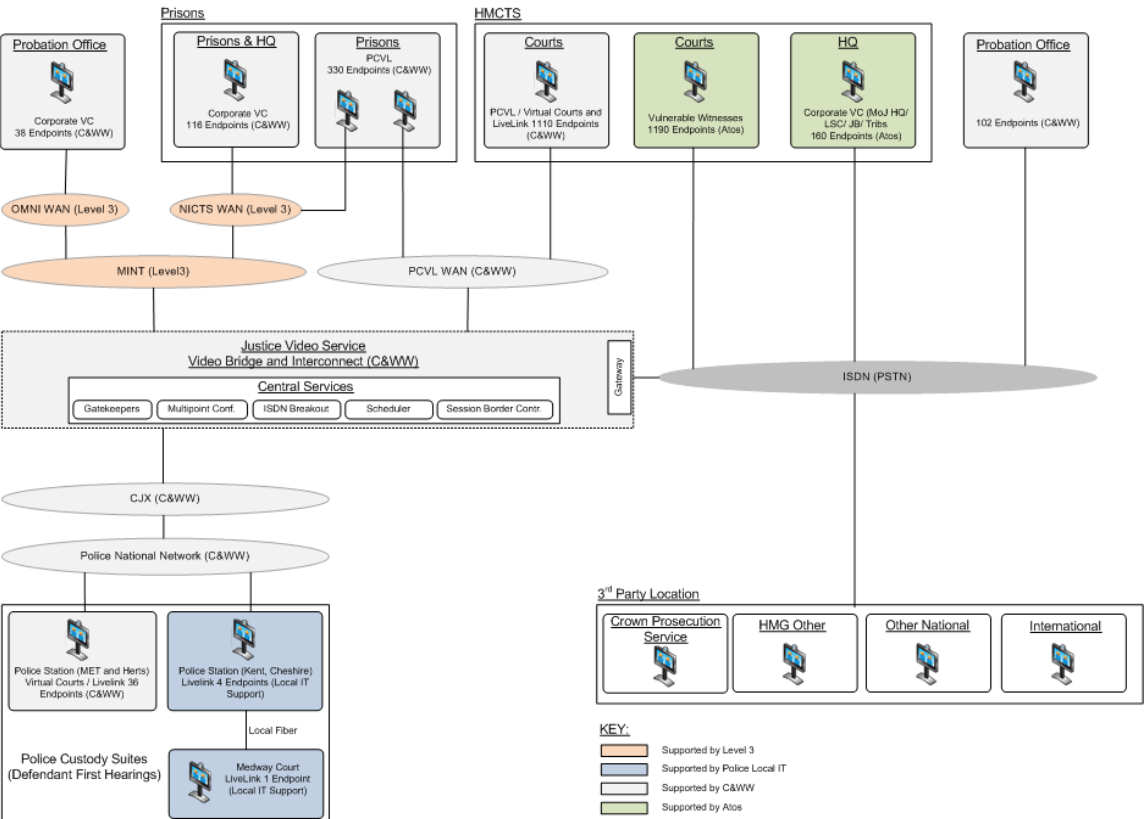 Prisons
HMCTS
Probation Office
Corporate VC
38 Endpoints (C&WW)
Prisons & HQ
Corporate VC
116 Endpoints (C&WW)
Prisons
PCVL
330 Endpoints (C&WW)
Courts
PCVL / Virtual Courts and
LiveLink 1110 Endpoints
(C&WW)
Courts
Vulnerable Witnesses
1190 Endpoints (Atos)
HQ
Corporate VC (MoJ HQ/
LSC/ JB/ Tribs
160 Endpoints (Atos)
Probation Office
102 Endpoints (C&WW)
OMNI WAN (Level 3)
NICTS WAN (Level 3)
MINT (Level3)
PCVL WAN (C&WW)
Justice Video Service
Video Bridge and Interconnect (C&WW)
Central Services
Gatekeepers
Multipoint Conf.
ISDN Breakout
Scheduler
Session Border Contr.
Gateway
ISDN (PSTN)
CJX (C&WW)
Police National Network (C&WW)
Police Station (MET and Herts)
Virtual Courts / Livelink 36
Endpoints (C&WW)
Police Station (Kent, Cheshire)
Livelink 4 Endpoints (Local IT
Support)
Local Fiber
Police Custody Suites
(Defendant First Hearings)
Medway Court
LiveLink 1 Endpoint
(Local IT Support)
3rd Party Location
Crown Prosecution
Service
HMG Other
Other National
International
KEY:
Supported by Level 3
Supported by Police Local IT
Supported by C&WW
Supported by Atos